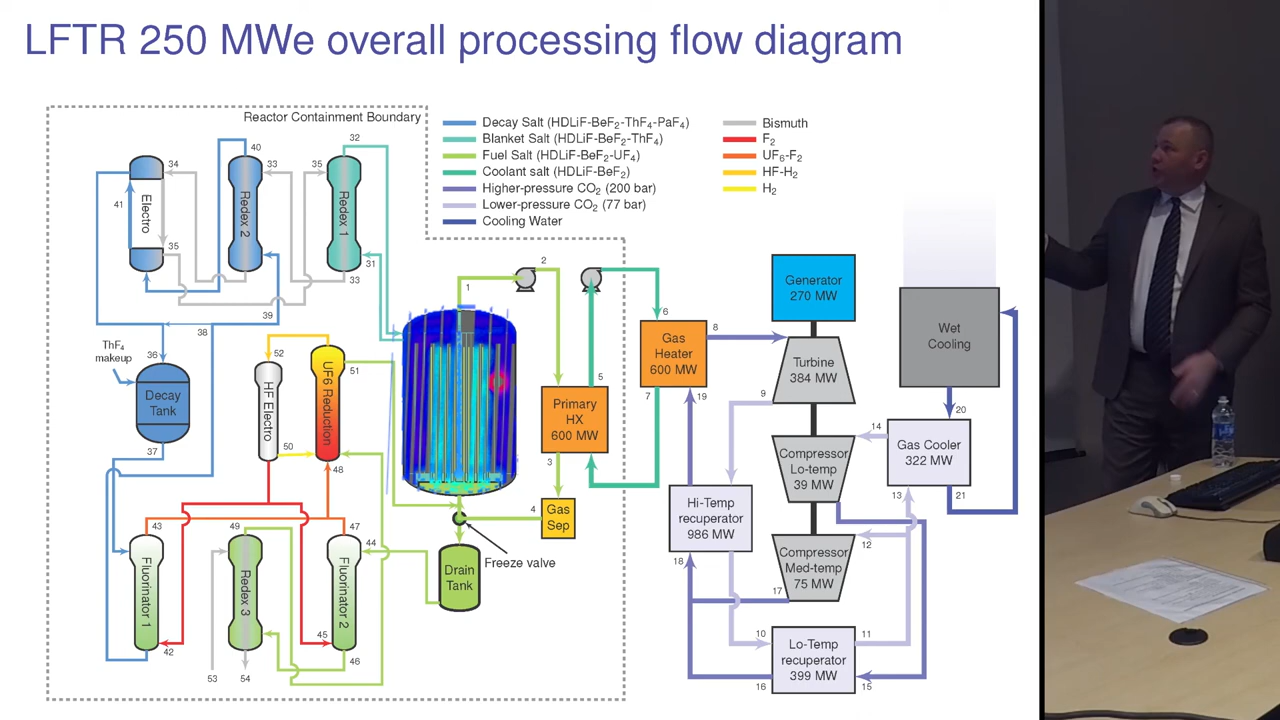 LFTR 250 MWe overall processing flow diagram
Reactor Containment Boundary
Decay Salt (HDLiF-BeF₂-ThF₄-PaF₄)
Blanket Salt (HDLiF-BeF₂-ThF₄)
Fuel Salt (HDLiF-BeF₂-UF₄)
Coolant salt (HDLiF-BeF₂)
Higher-pressure CO₂ (200 bar)
Lower-pressure CO₂ (77 bar)
Cooling Water
Bismuth
F₂
UF₆-F₂
HF-H₂
H₂
40
32
34
33
35
Electro
Redex 2
Redex 1
41
35
31
33
39
38
ThF₄
makeup
36
Decay
Tank
37
52
51
HF Electro
UF6 Reduction
50
48
43
49
47
44
Fluorinator 1
Redex 3
Fluorinator 2
42
45
46
53
54
1
2
Primary
HX
600 MW
5
3
4
Gas
Sep
Freeze valve
Drain
Tank
6
Gas
Heater
600 MW
7
8
19
9
Generator
270 MW
Turbine
384 MW
Compressor
Lo-temp
39 MW
Compressor
Med-temp
75 MW
Hi-Temp
recuperator
986 MW
18
17
10
11
Lo-Temp
recuperator
399 MW
16
15
Wet
Cooling
20
14
Gas Cooler
322 MW
13
21
12